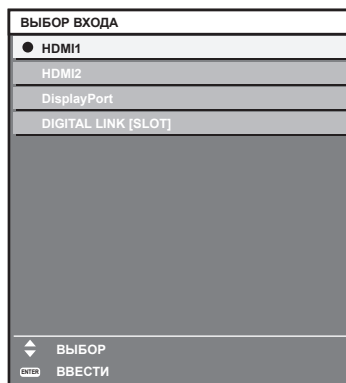 ВЫБОР ВХОДА
HDMI1
HDMI2
DisplayPort
DIGITAL LINK [SLOT]
ВЫБОР
ENTER ВВЕСТИ